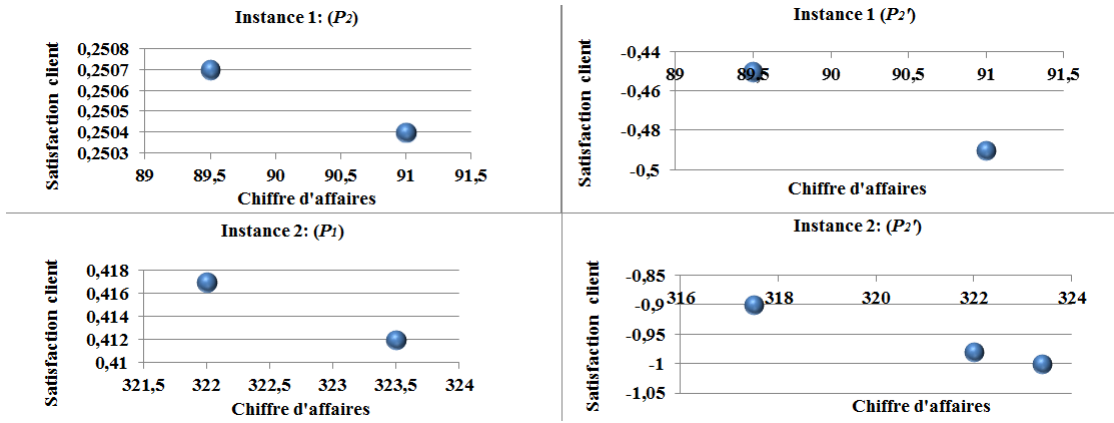 Instance 1: (P2)
Satisfaction client
0,2508
0,2507
0,2506
0,2505
0,2504
0,2503
89 89,5 90 90,5 91 91,5
Chiffre d'affaires
Instance 1 (P2')
Satisfaction client
-0,44
-0,46
-0,48
-0,5
89 89,5 90 90,5 91 91,5
Chiffre d'affaires
Instance 2: (P1)
Satisfaction client
0,418
0,416
0,414
0,412
0,41
321,5 322 322,5 323 323,5 324
Chiffre d'affaires
Instance 2: (P2')
Satisfaction client
-0,85
-0,9
-0,95
-1
-1,05
316 318 320 322 324
Chiffre d'affaires